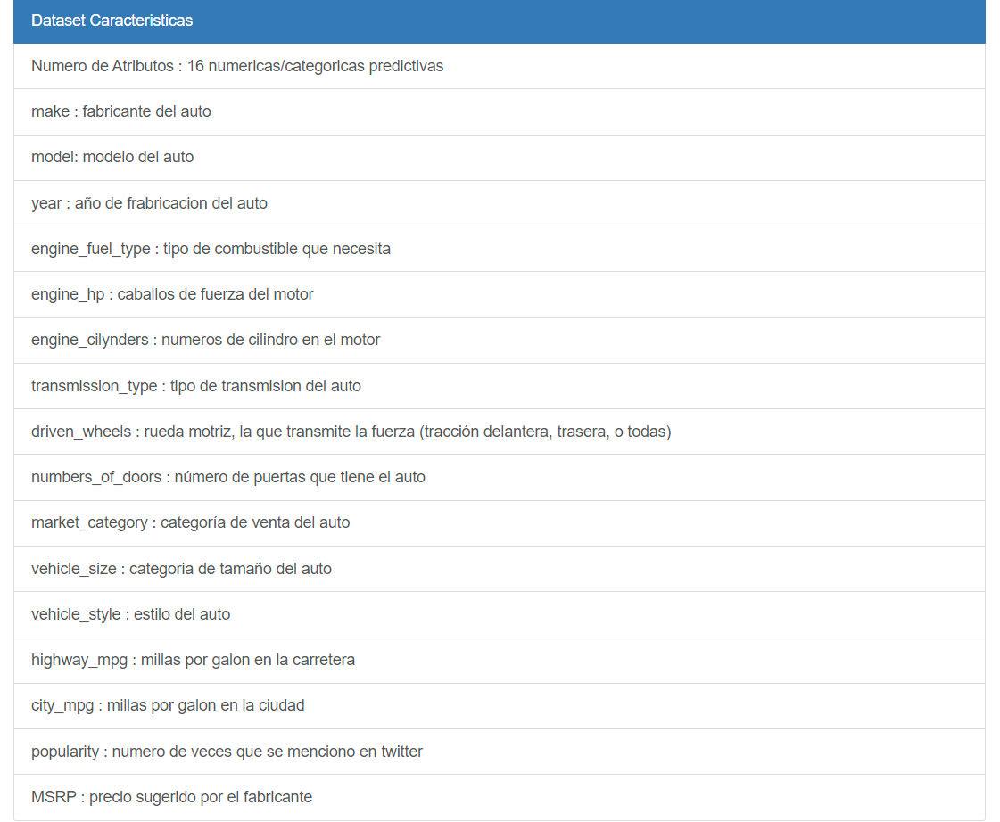 Dataset Caracteristicas
Numero de Atributos : 16 numericas/categoricas predictivas
make : fabricante del auto
model: modelo del auto
year : año de frabricacion del auto
engine_fuel_type : tipo de combustible que necesita
engine_hp : caballos de fuerza del motor
engine_cilynders : numeros de cilindro en el motor
transmission_type : tipo de transmision del auto
driven_wheels : rueda motriz, la que transmite la fuerza (tracción delantera, trasera, o todas)
numbers_of_doors : número de puertas que tiene el auto
market_category : categoría de venta del auto
vehicle_size : categoria de tamaño del auto
vehicle_style : estilo del auto
highway_mpg : millas por galon en la carretera
city_mpg : millas por galon en la ciudad
popularity : numero de veces que se menciono en twitter
MSRP : precio sugerido por el fabricante